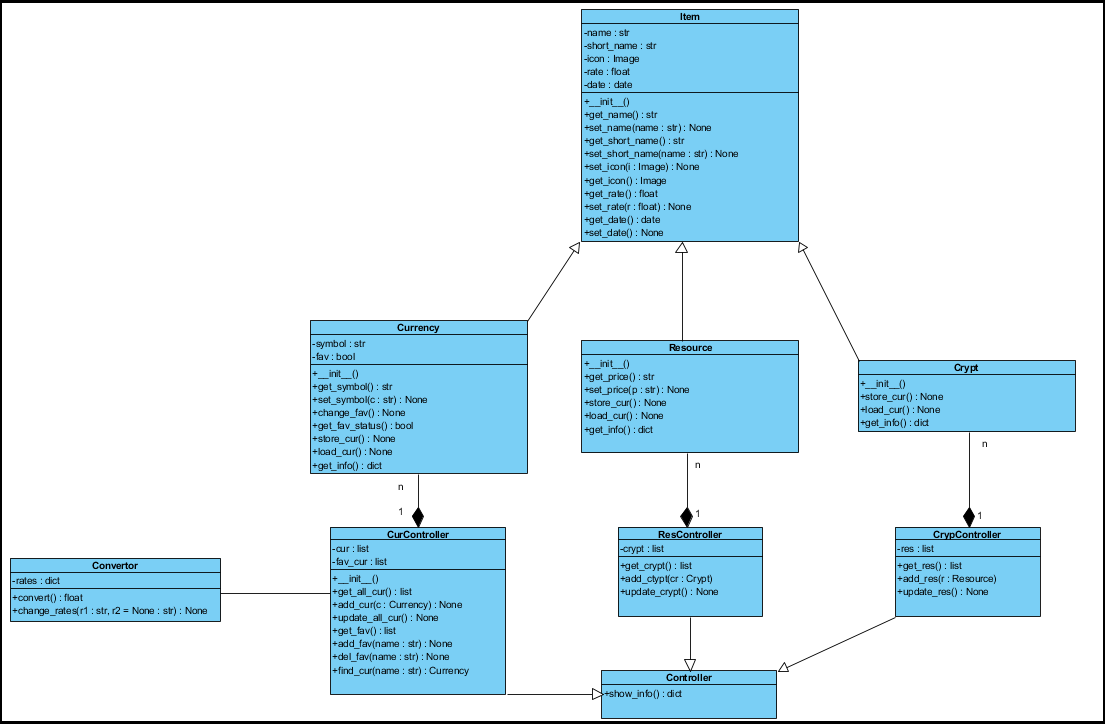 Item
-name : str
-short_name : str
-icon : Image
-rate : float
-date : date
+__init__()
+get_name() : str
+set_name(name : str) : None
+get_short_name() : str
+set_short_name(name : str) : None
+set_icon(i : Image) : None
+get_icon() : Image
+get_rate() : float
+set_rate(r : float) : None
+get_date() : date
+set_date() : None
Currency
-symbol : str
-fav : bool
+__init__()
+get_symbol() : str
+set_symbol(c : str) : None
+change_fav() : None
+get_fav_status() : bool
+store_cur() : None
+load_cur() : None
+get_info() : dict
Resource
+__init__()
+get_price() : str
+set_price(p : str) : None
+store_cur() : None
+load_cur() : None
+get_info() : dict
Crypt
+__init__()
+store_cur() : None
+load_cur() : None
+get_info() : dict
n
1
n
1
n
1
Convertor
-rates : dict
+convert() : float
+change_rates(r1 : str, r2 = None : str) : None
CurController
-cur : list
-fav_cur : list
+__init__()
+get_all_cur() : list
+add_cur(c : Currency) : None
+update_all_cur() : None
+get_fav() : list
+add_fav(name : str) : None
+del_fav(name : str) : None
+find_cur(name : str) : Currency
ResController
-crypt : list
+get_crypt() : list
+add_ctypt(cr : Crypt)
+update_crypt() : None
CrypController
-res : list
+get_res() : list
+add_res(r : Resource)
+update_res() : None
Controller
+show_info() : dict